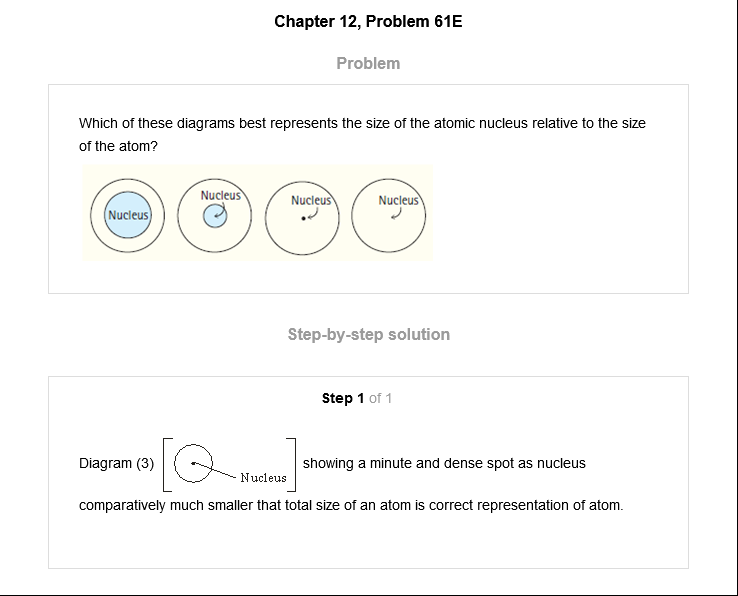 Chapter 12, Problem 61E
Problem
Which of these diagrams best represents the size of the atomic nucleus relative to the size
of the atom?
Nucleus Nucleus Nucleus Nucleus
Step-by-step solution
Step 1 of 1
Diagram (3) [Nucleus] showing a minute and dense spot as nucleus
comparatively much smaller that total size of an atom is correct representation of atom.